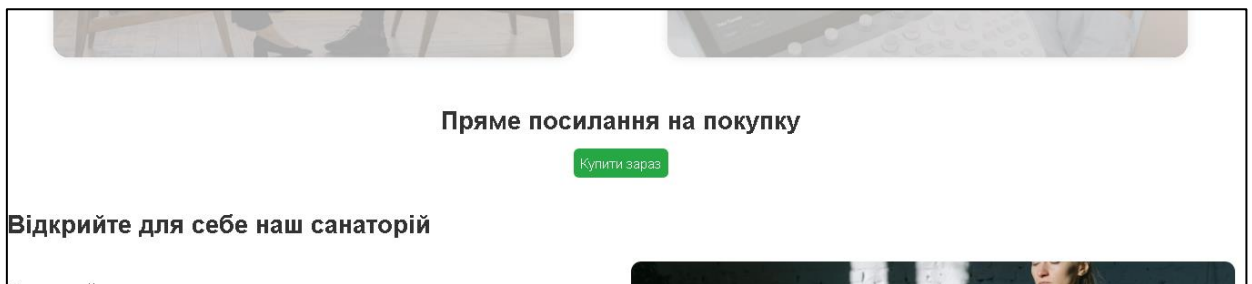 Пряме посилання на покупку
Купити зараз
Відкрийте для себе наш санаторій